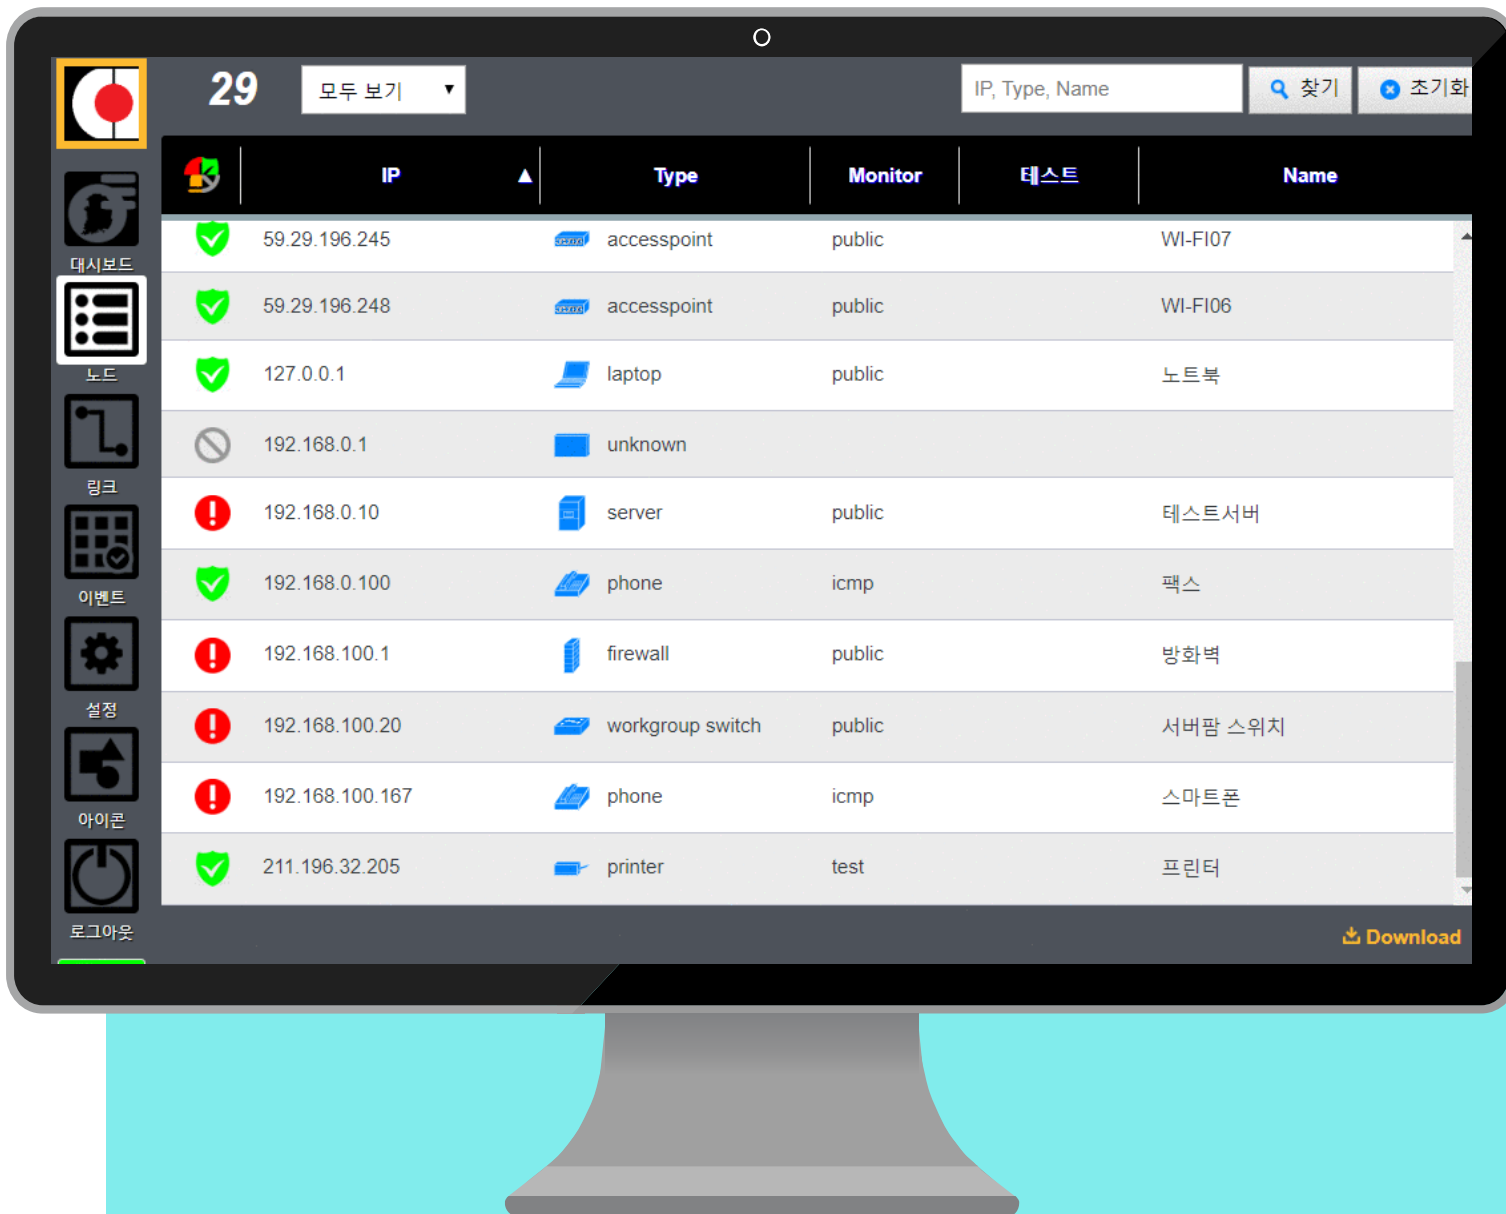 29 모두 보기 IP, Type, Name 찾기 초기화
IP Type Monitor 테스트 Name
59.29.196.245 accesspoint public WI-FI07
대시보드
59.29.196.248 accesspoint public WI-FI06
127.0.0.1 laptop public 노트북
노드
192.168.0.1 unknown
링크
192.168.0.10 server public 테스트서버
192.168.0.100 phone icmp 팩스
이벤트
192.168.100.1 firewall public 방화벽
설정
192.168.100.20 workgroup switch public 서버팜 스위치
192.168.100.167 phone icmp 스마트폰
아이콘
211.196.32.205 printer test 프린터
로그아웃
Download